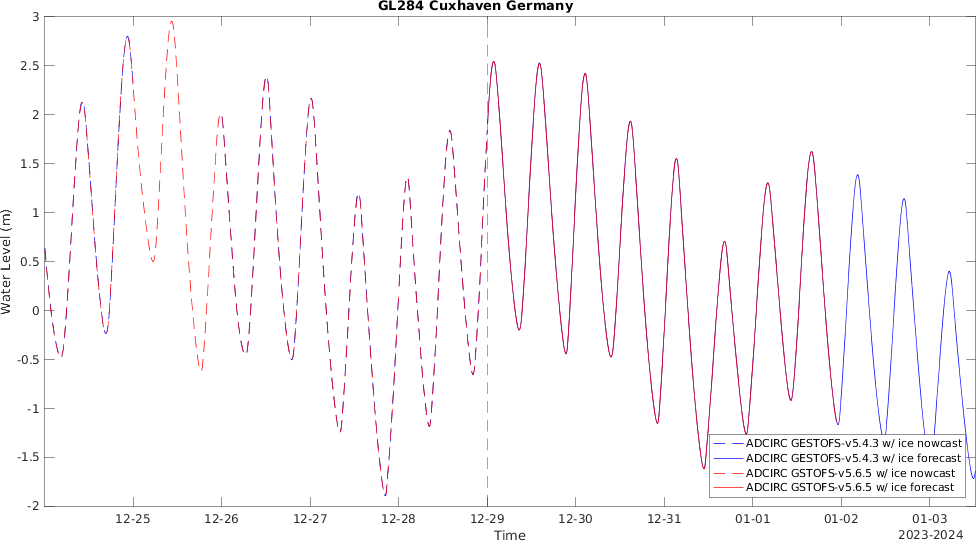 GL284 Cuxhaven Germany
3
2.5
2
1.5
1
0.5
0
-0.5
-1
-1.5
-2
Water Level (m)
ADCIRC GESTOFS-v5.4.3 w/ ice nowcast
ADCIRC GESTOFS-v5.4.3 w/ ice forecast
ADCIRC GSTOFS-v5.6.5 w/ ice nowcast
ADCIRC GSTOFS-v5.6.5 w/ ice forecast
12-25 12-26 12-27 12-28 12-29 12-30 12-31 01-01 01-02 01-03
Time
2023-2024